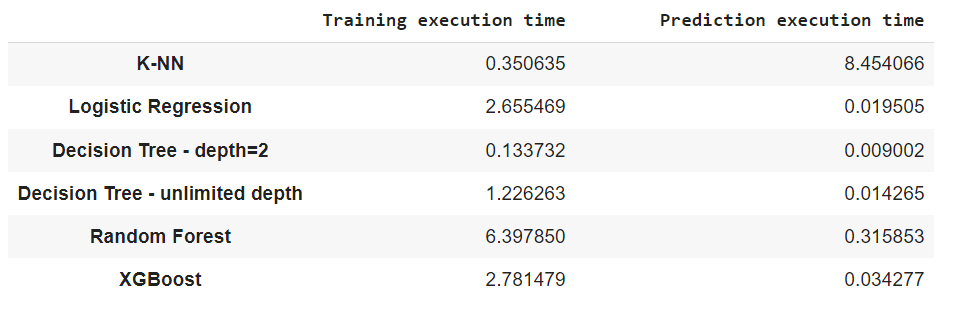 Training execution time Prediction execution time
K-NN 0.350635 8.454066
Logistic Regression 2.655469 0.019505
Decision Tree - depth=2 0.133732 0.009002
Decision Tree - unlimited depth 1.226263 0.014265
Random Forest 6.397850 0.315853
XGBoost 2.781479 0.034277